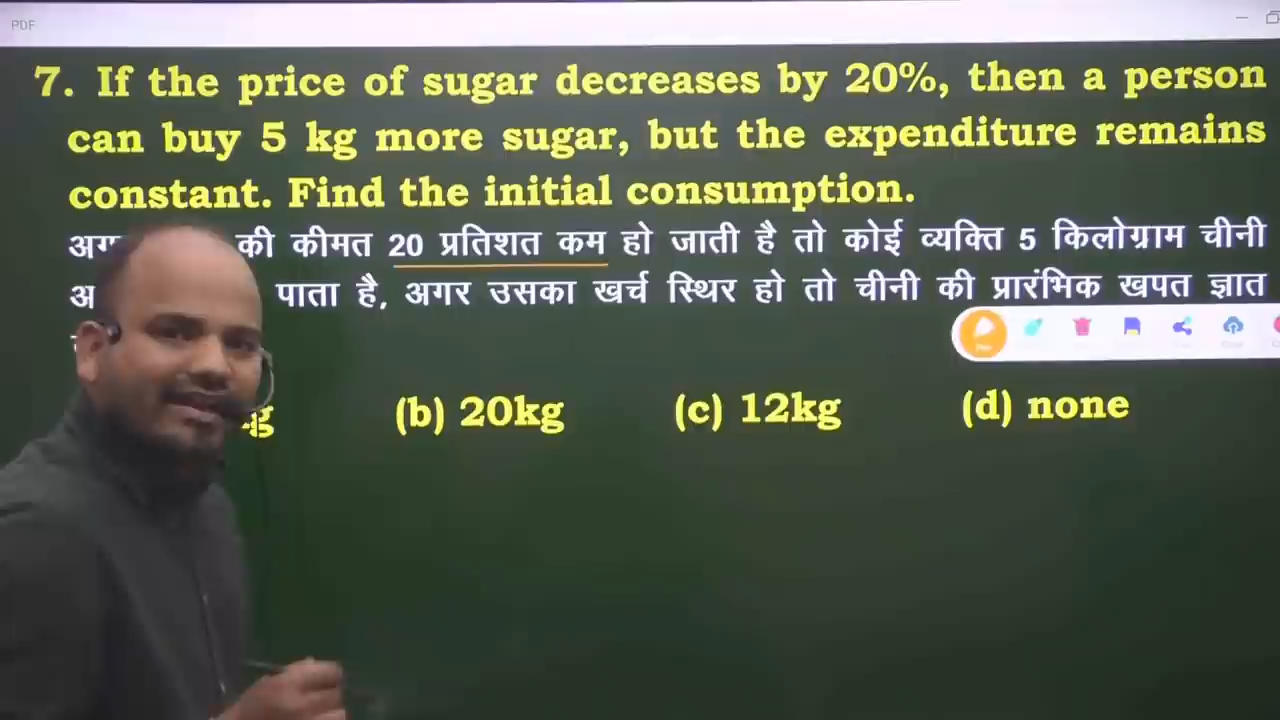 PDF
7. If the price of sugar decreases by 20%, then a person
can buy 5 kg more sugar, but the expenditure remains
constant. Find the initial consumption.
की कीमत 20 प्रतिशत कम हो जाती है तो कोई व्यक्ति 5 किलोग्राम चीनी
पाता है, अगर उसका खर्च स्थिर हो तो चीनी की प्रारंभिक खपत ज्ञात
(b) 20kg (c) 12kg (d) none